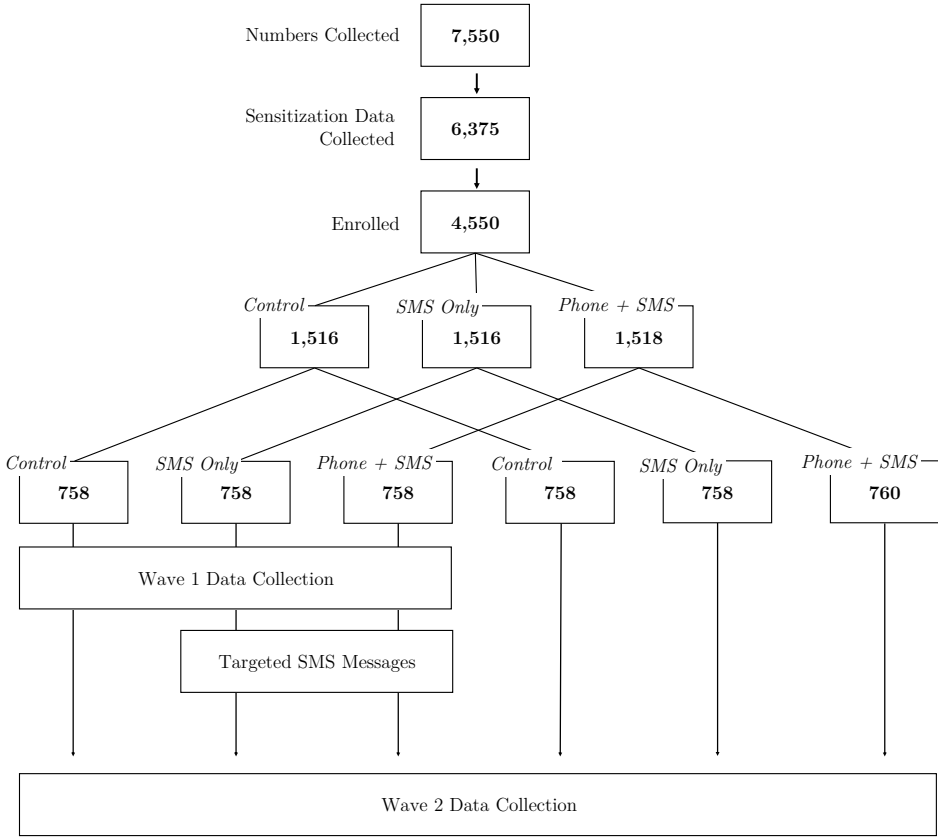 Numbers Collected
7,550
Sensitization Data
Collected
6,375
Enrolled
4,550
Control
SMS Only
Phone + SMS
1,516
1,516
1,518
Control
SMS Only
Phone + SMS
Control
SMS Only
Phone + SMS
758
758
758
758
758
760
Wave 1 Data Collection
Targeted SMS Messages
Wave 2 Data Collection